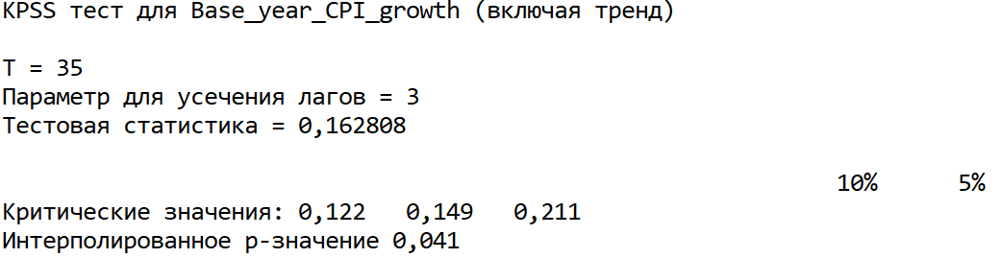 KPSS тест для Base_year_CPI_growth (включая тренд)
T = 35
Параметр для усечения лагов = 3
Тестовая статистика = 0,162808
10% 5%
Критические значения: 0,122 0,149 0,211
Интерполированное р-значение 0,041